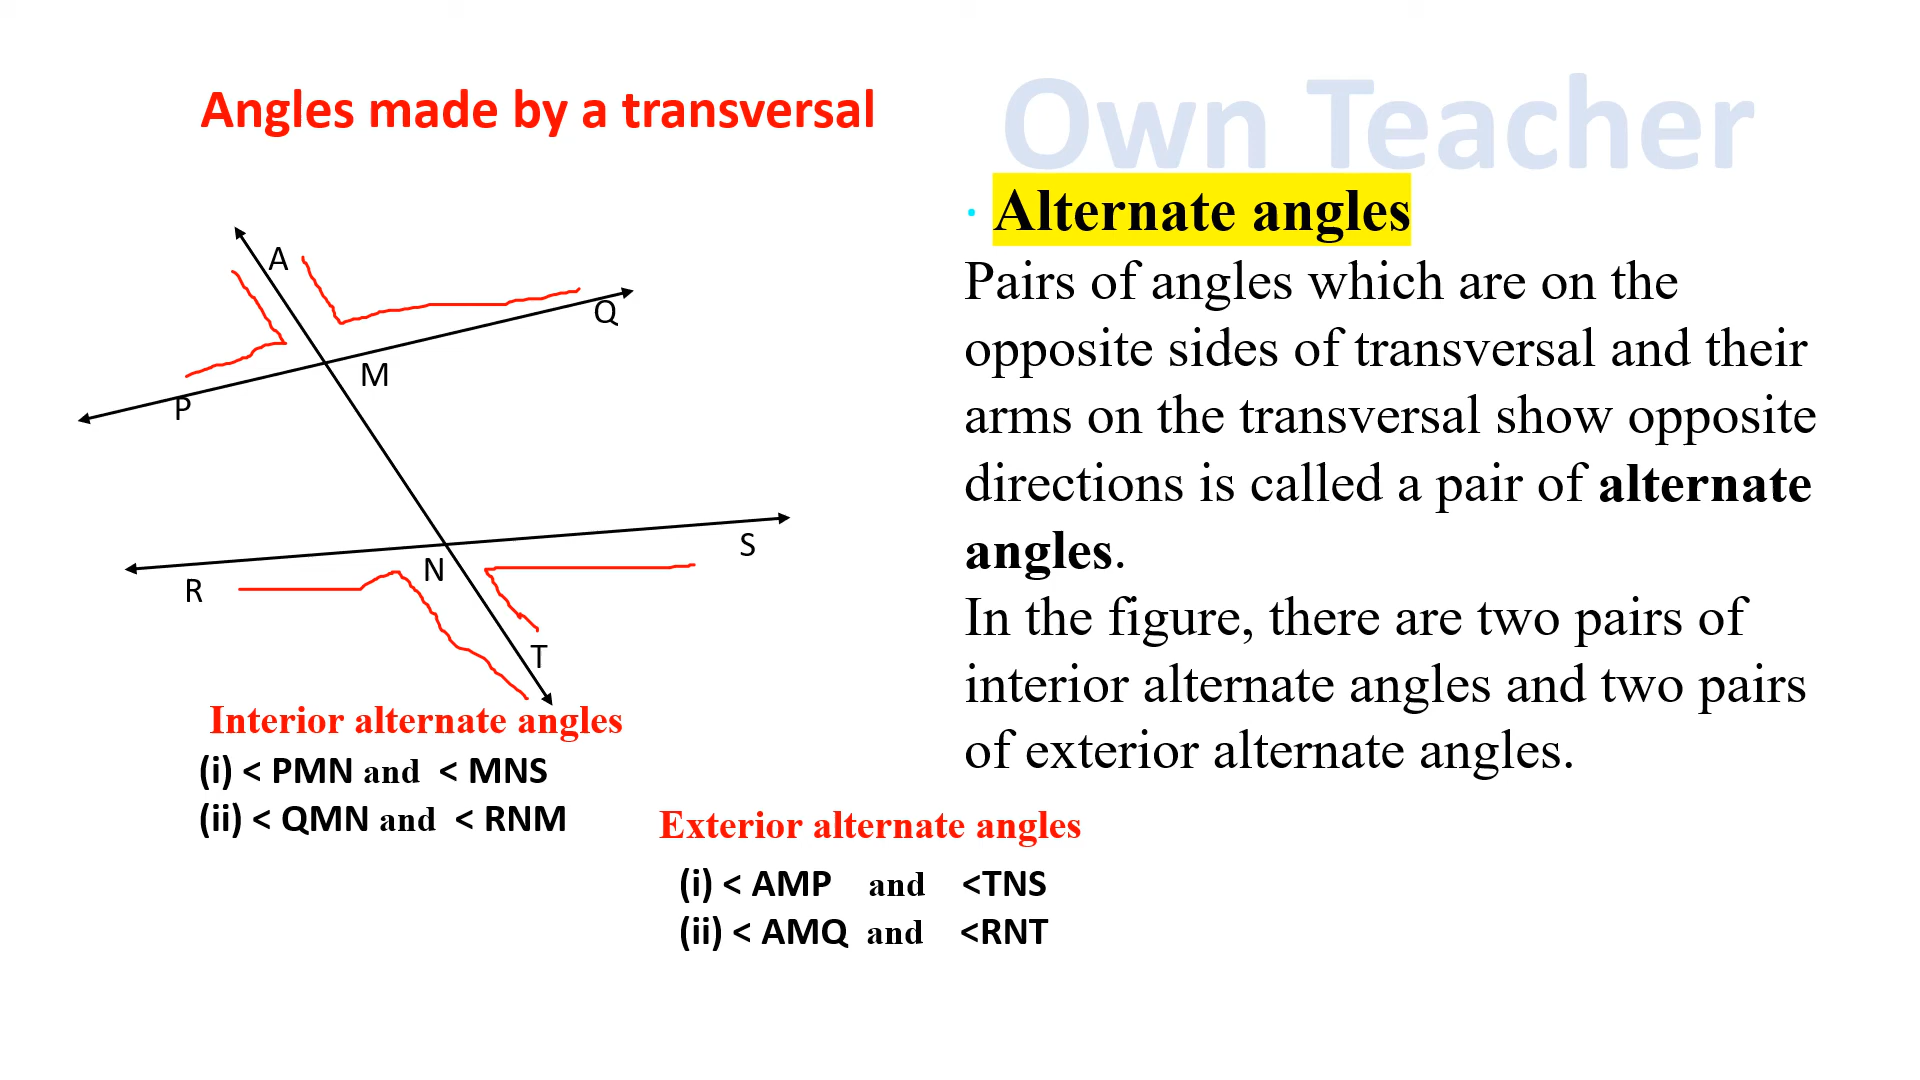 Angles made by a transversal
Own Teacher
· Alternate angles
Pairs of angles which are on the
opposite sides of transversal and their
arms on the transversal show opposite
directions is called a pair of alternate
angles.
In the figure, there are two pairs of
interior alternate angles and two pairs
of exterior alternate angles.
A
Q
M
P
S
N
R
T
Interior alternate angles
(i) < PMN and < MNS
(ii) < QMN and < RNM
Exterior alternate angles
(i) < AMP and <TNS
(ii) < AMQ and <RNT